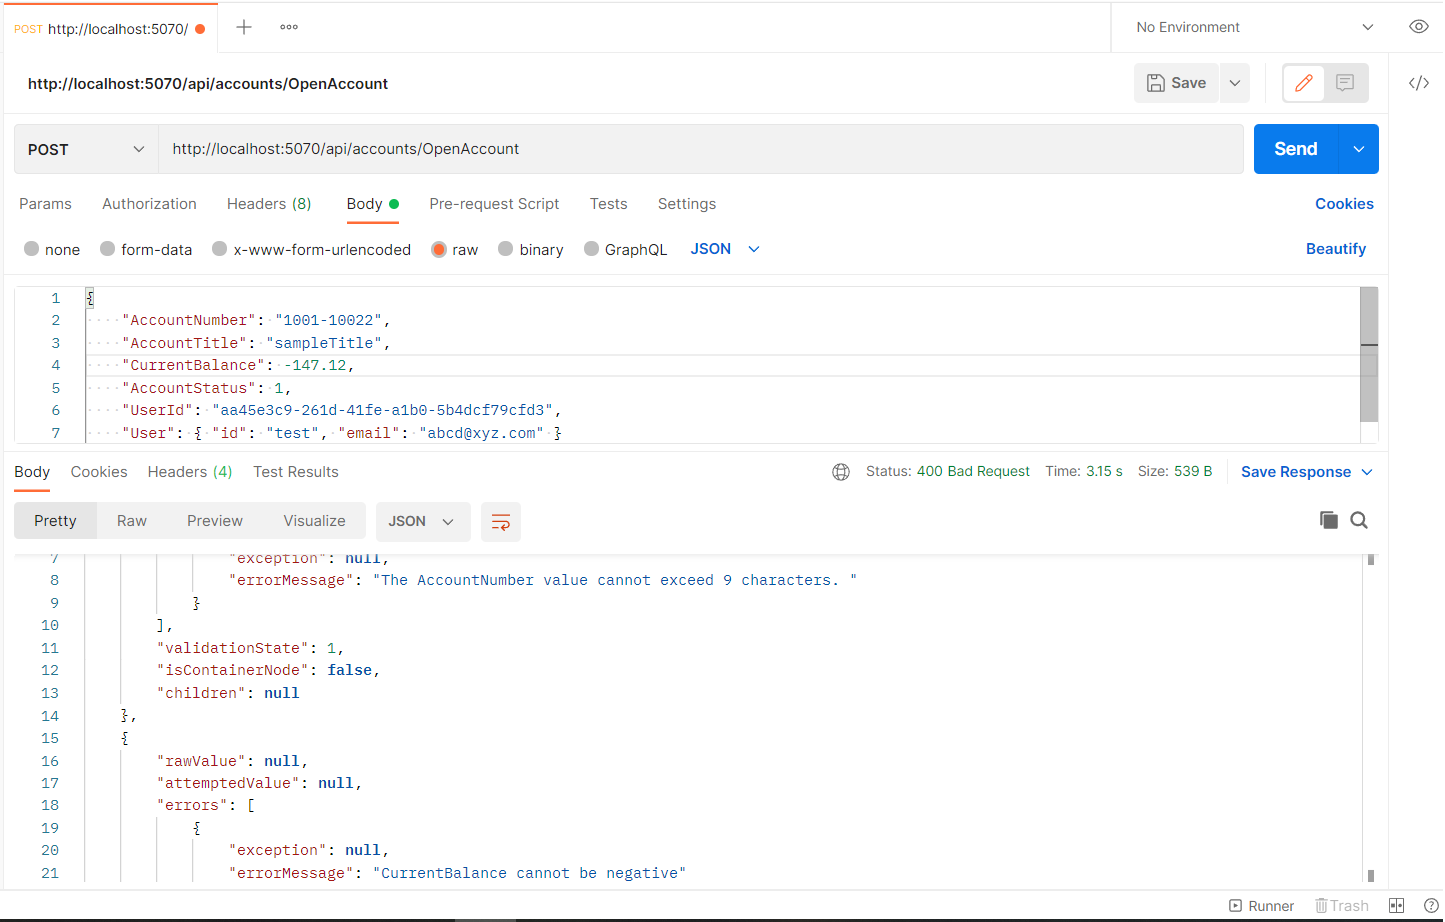 POST http://localhost:5070/
No Environment
http://localhost:5070/api/accounts/OpenAccount
Save
POST
http://localhost:5070/api/accounts/OpenAccount
Send
Params Authorization Headers (8) Body Pre-request Script Tests Settings Cookies
none form-data x-www-form-urlencoded raw binary GraphQL JSON Beautify
1 {
2 "AccountNumber": "1001-10022",
3 "AccountTitle": "sampleTitle",
4 "CurrentBalance": -147.12,
5 "AccountStatus": 1,
6 "UserId": "aa45e3c9-261d-41fe-a1b0-5b4dcf79cfd3",
7 "User": { "id": "test", "email": "abcd@xyz.com" }
Body Cookies Headers (4) Test Results Status: 400 Bad Request Time: 3.15 s Size: 539 B Save Response
Pretty Raw Preview Visualize JSON
7 "exception": null,
8 "errorMessage": "The AccountNumber value cannot exceed 9 characters. "
9 }
10 ],
11 "validationState": 1,
12 "isContainerNode": false,
13 "children": null
14 },
15 {
16 "rawValue": null,
17 "attemptedValue": null,
18 "errors": [
19 {
20 "exception": null,
21 "errorMessage": "CurrentBalance cannot be negative"
Runner Trash